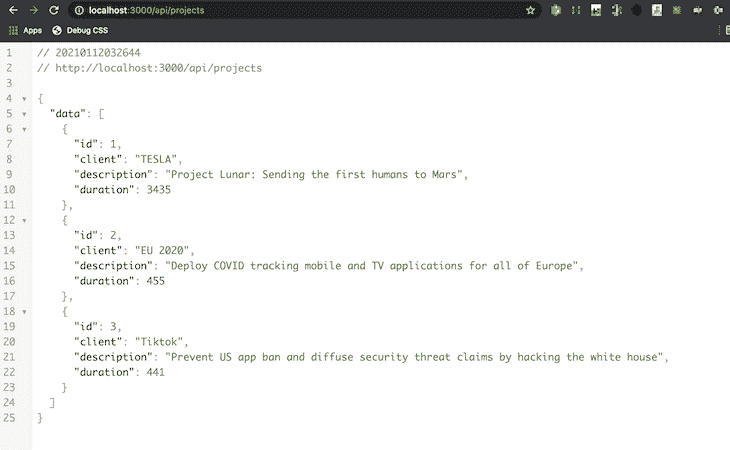 localhost:3000/api/projects
Apps Debug CSS
1 // 20210112032644
2 // http://localhost:3000/api/projects
3
4 {
5 "data": [
6 {
7 "id": 1,
8 "client": "TESLA",
9 "description": "Project Lunar: Sending the first humans to Mars",
10 "duration": 3435
11 },
12 {
13 "id": 2,
14 "client": "EU 2020",
15 "description": "Deploy COVID tracking mobile and TV applications for all of Europe",
16 "duration": 455
17 },
18 {
19 "id": 3,
20 "client": "Tiktok",
21 "description": "Prevent US app ban and diffuse security threat claims by hacking the white house",
22 "duration": 441
23 }
24 ]
25 }